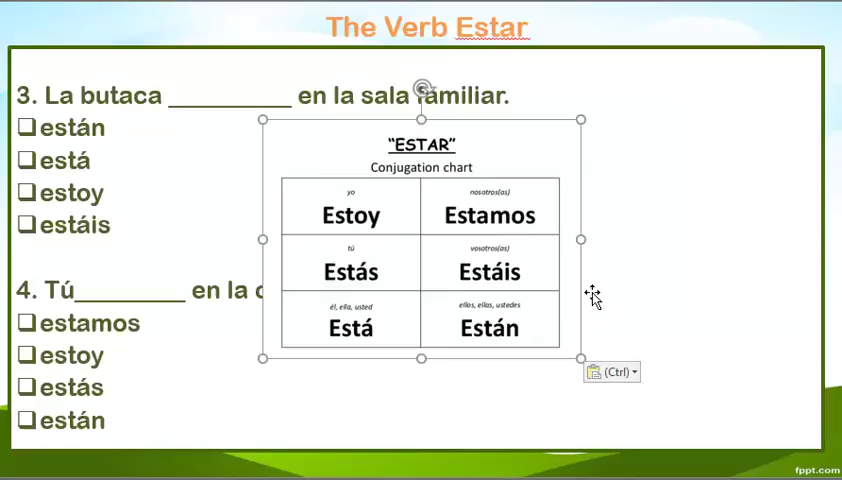 The Verb Estar
3. La butaca __________ en la sala familiar.
están
está
estoy
estáis
4. Tú_________ en la c
estamos
estoy
estás
están
"ESTAR"
Conjugation chart
yo
nosotros(as)
Estoy
Estamos
tú
vosotros(as)
Estás
Estáis
él, ella, usted
ellos, ellas, ustedes
Está
Están
(Ctrl)
fppt.com